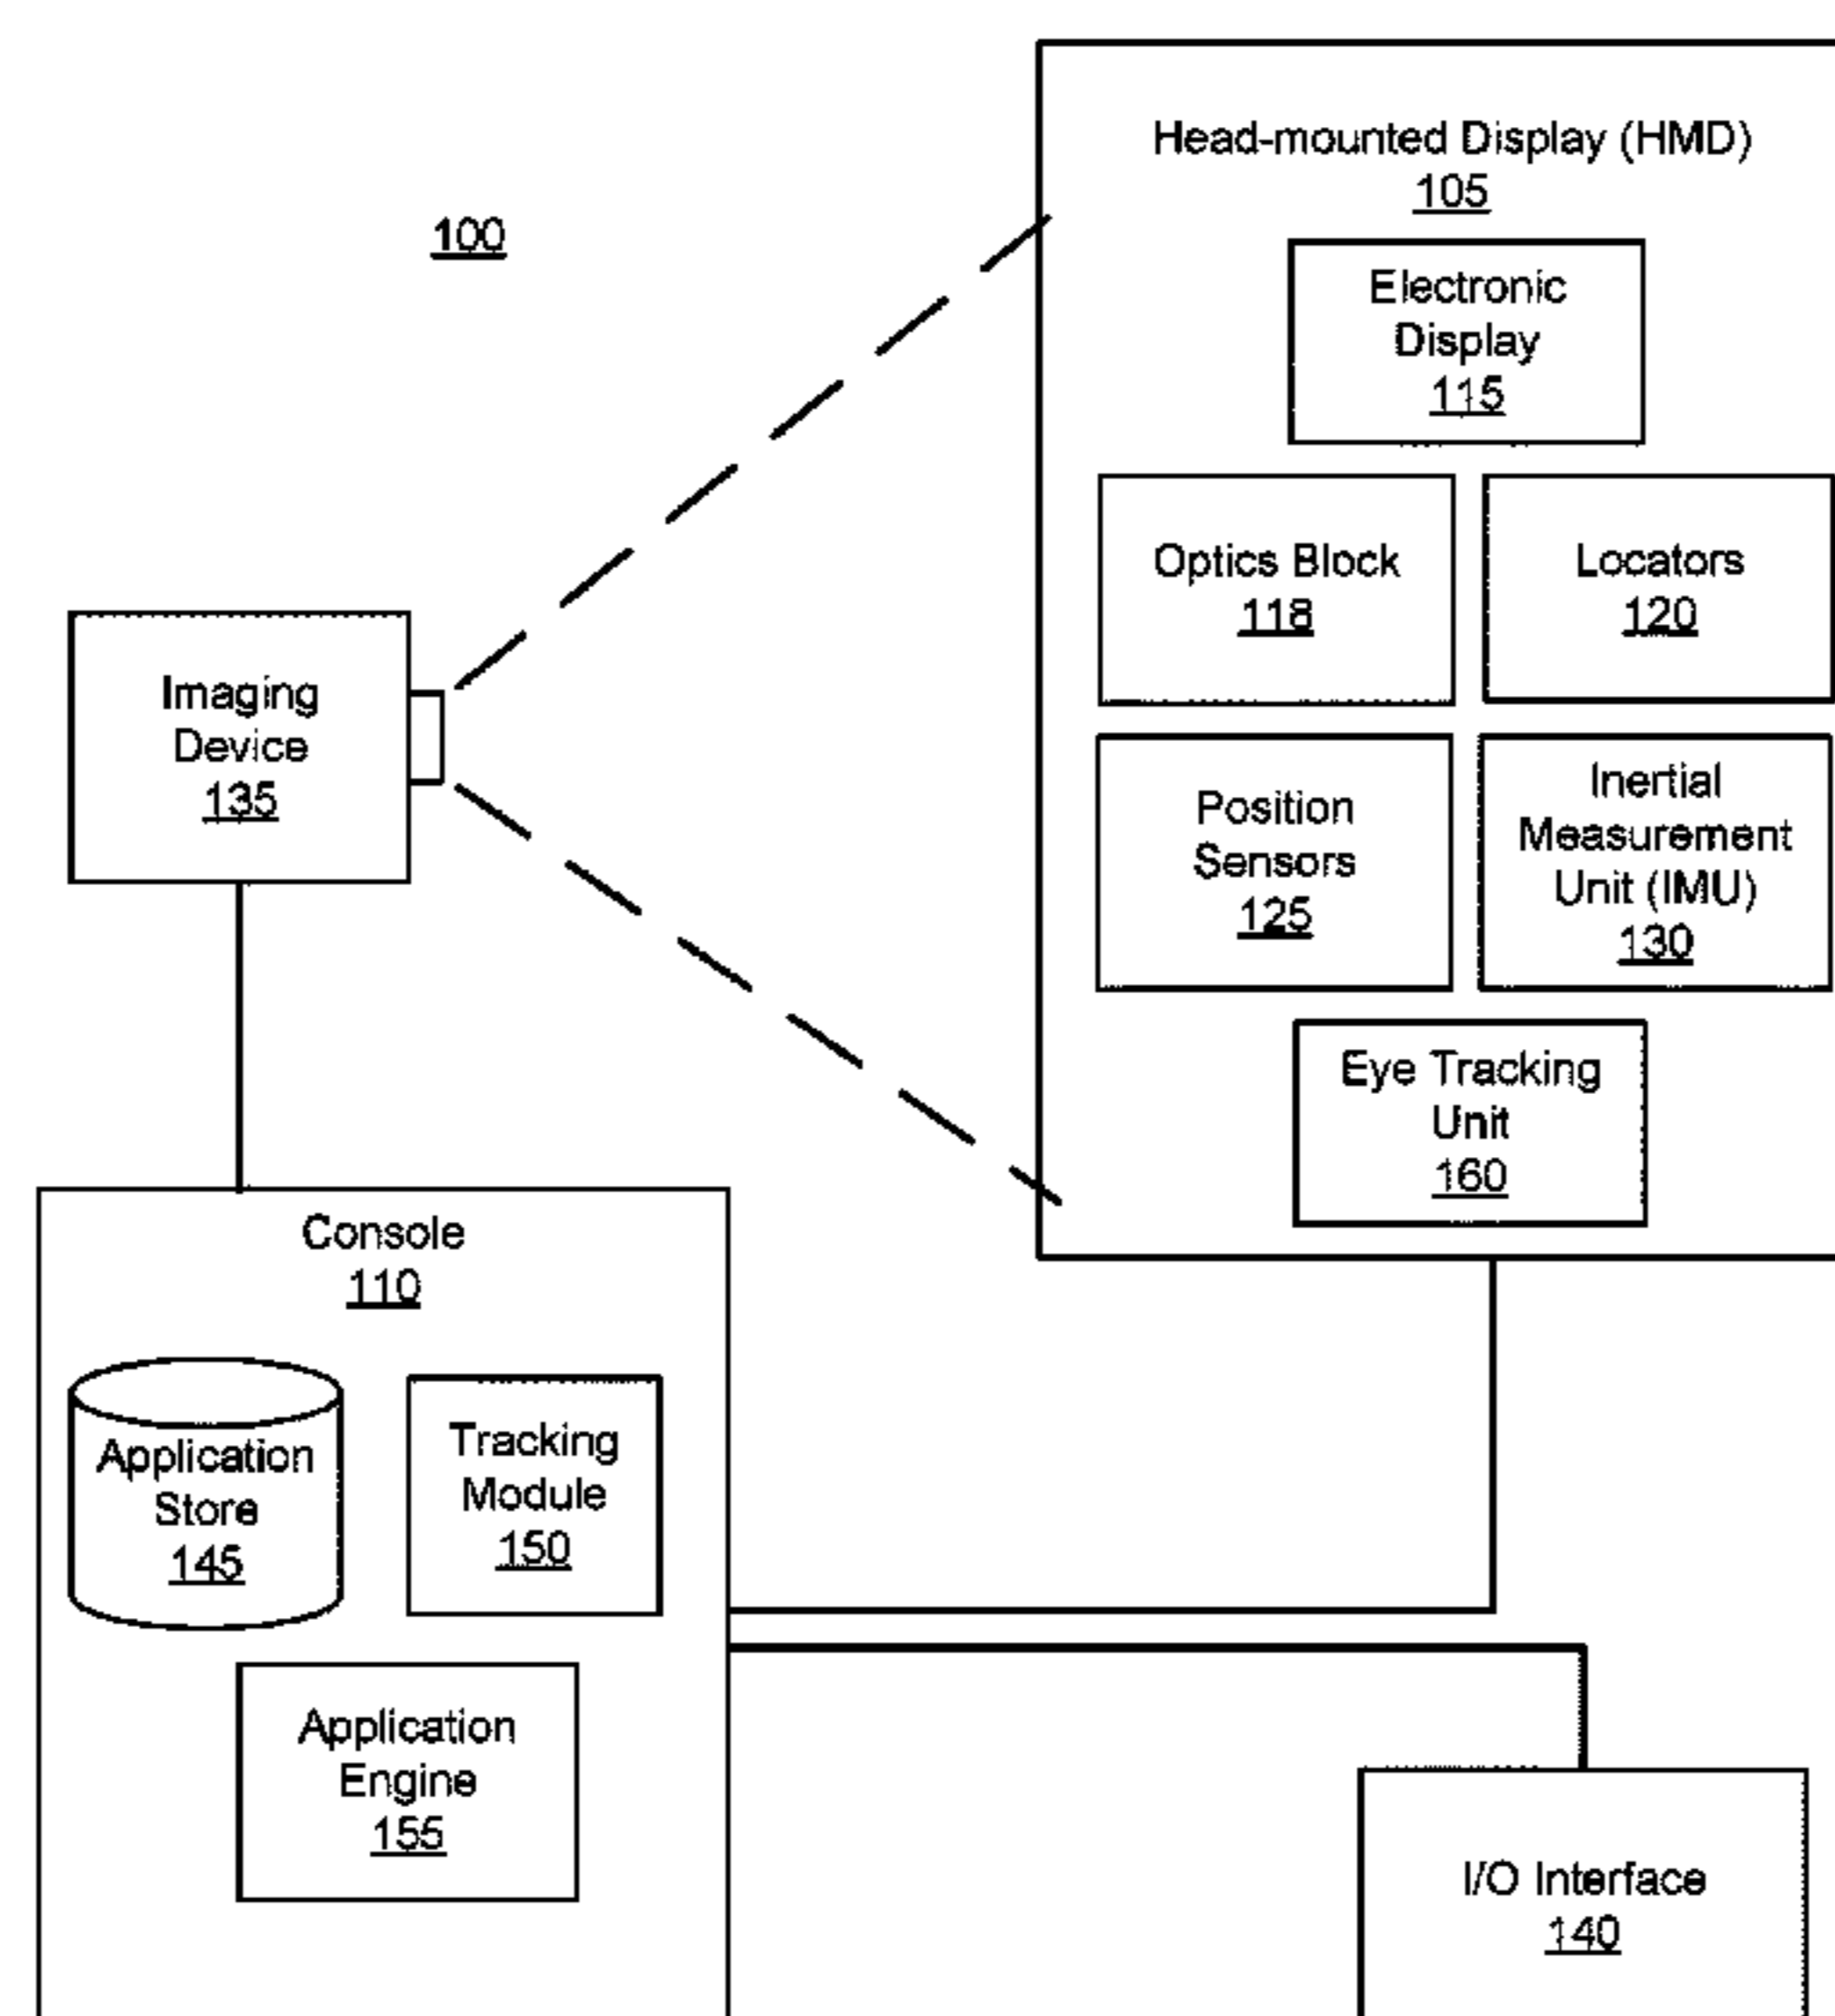 Head-mounted Display (HMD)
105
100
Electronic
Display
115
Optics Block
118
Locators
120
Imaging
Device
135
Position
Sensors
125
Inertial
Measurement
Unit (IMU)
130
Eye Tracking
Unit
160
Console
110
Application
Store
145
Tracking
Module
150
Application
Engine
155
I/O Interface
140